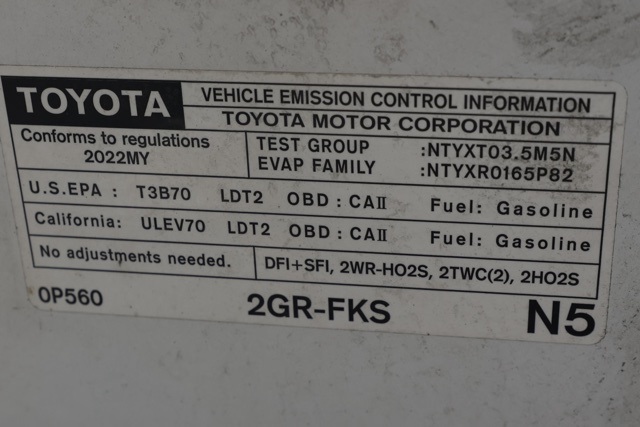 TOYOTA
VEHICLE EMISSION CONTROL INFORMATION
TOYOTA MOTOR CORPORATION
Conforms to regulations
2022MY
TEST GROUP :NTYXT03.5M5N
EVAP FAMILY :NTYXR0165P82
U.S.EPA : T3B70 LDT2 OBD : CAII Fuel: Gasoline
California: ULEV70 LDT2 OBD : CAII Fuel: Gasoline
No adjustments needed.
DFI+SFI, 2WR-HO2S, 2TWC(2), 2HO2S
0P560
2GR-FKS
N5